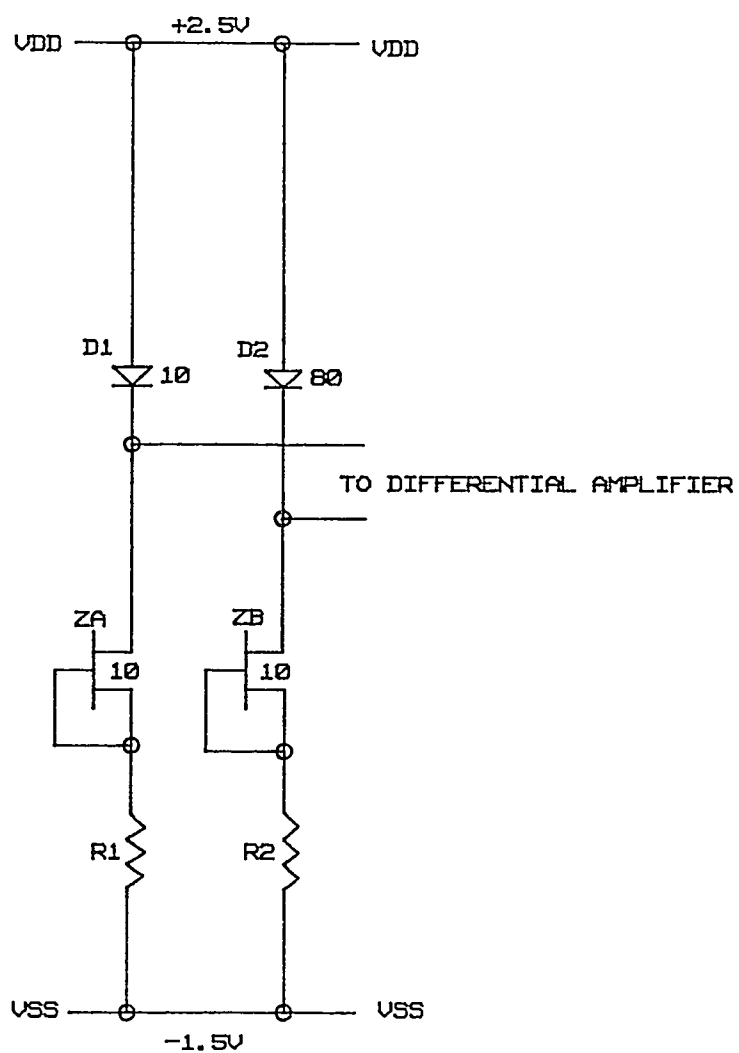 +2.5V
VDD
VDD
D1
10
D2
80
TO DIFFERENTIAL AMPLIFIER
ZA
10
ZB
10
R1
R2
VSS
VSS
-1.5V